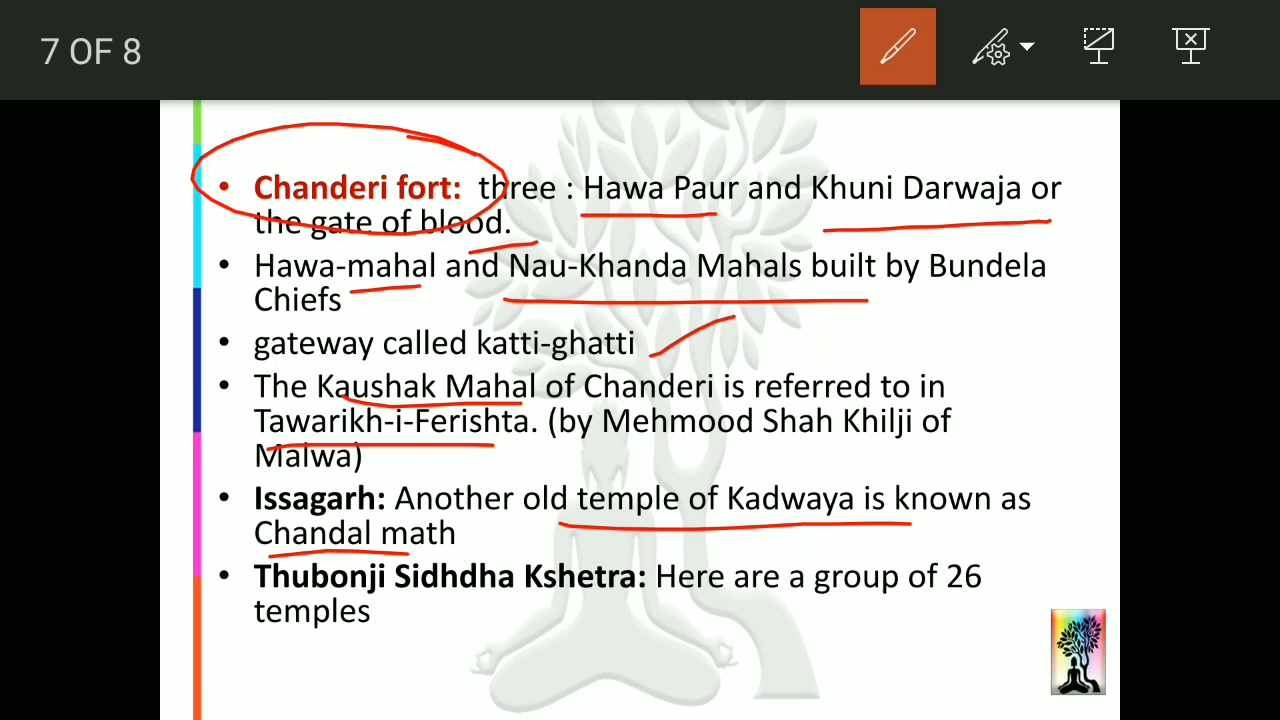 7 OF 8
• Chanderi fort: three : Hawa Paur and Khuni Darwaja or
the gate of blood.
• Hawa-mahal and Nau-Khanda Mahals built by Bundela
Chiefs
• gateway called katti-ghatti
• The Kaushak Mahal of Chanderi is referred to in
Tawarikh-i-Ferishta. (by Mehmood Shah Khilji of
Malwa)
• Issagarh: Another old temple of Kadwaya is known as
Chandal math
• Thubonji Sidhdha Kshetra: Here are a group of 26
temples